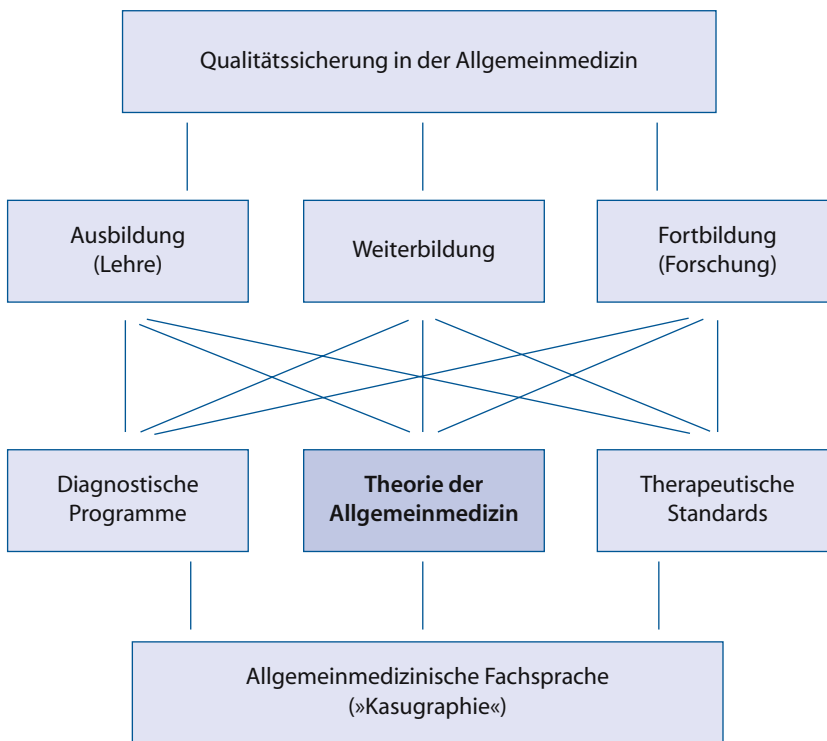 Qualitätssicherung in der Allgemeinmedizin
Ausbildung
(Lehre)
Weiterbildung
Fortbildung
(Forschung)
Diagnostische
Programme
Theorie der
Allgemeinmedizin
Therapeutische
Standards
Allgemeinmedizinische Fachsprache
(»Kasugraphie«)